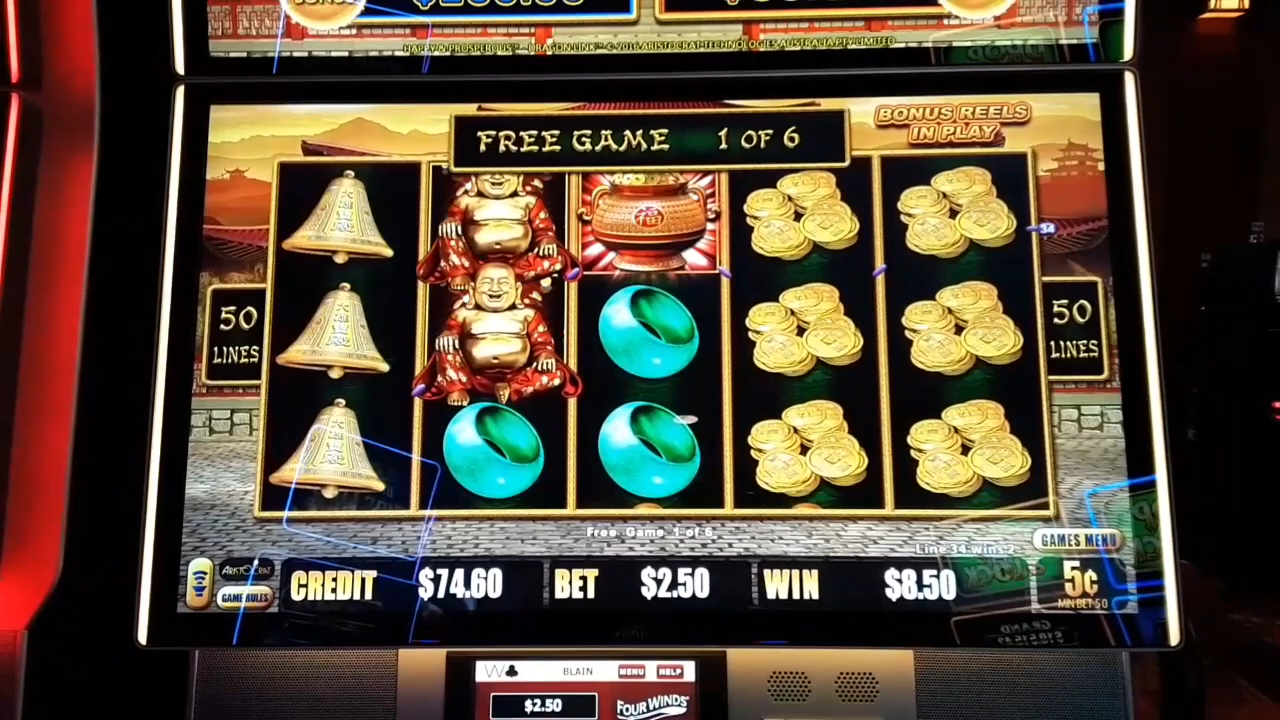 HAPPY & PROSPEROUS™ - DRAGON LINK™ © 2016 ARISTOCRAT TECHNOLOGIES AUSTRALIA PTY LIMITED
BONUS REELS
IN PLAY
FREE GAME 1 OF 6
福
34
50
LINES
50
LINES
Free Game 1 of 6
Line 34 wins 2
GAMES MENU
ARISTOCRAT
GAME RULES
CREDIT $74.60 BET $2.50 WIN $8.50
5¢
MIN BET 50
W BLAIN MENU HELP
$2.50
FOUR WINDS